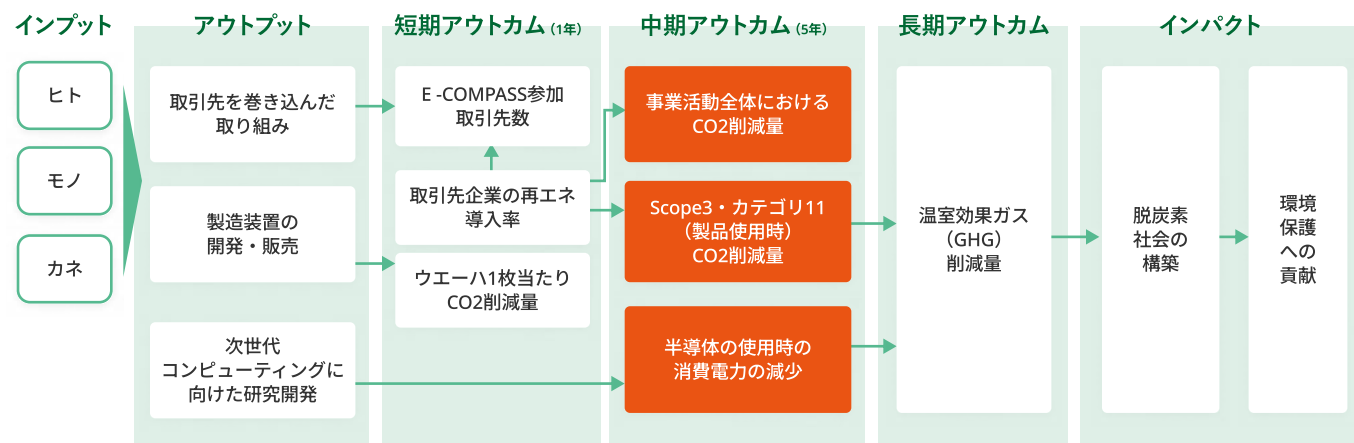 インプット
ヒト
モノ
カネ
アウトプット
取引先を巻き込んだ
取り組み
製造装置の
開発・販売
次世代
コンピューティングに
向けた研究開発
短期アウトカム（1年）
E -COMPASS参加
取引先数
取引先企業の再エネ
導入率
ウエーハ1枚当たり
CO2削減量
中期アウトカム（5年）
事業活動全体における
CO2削減量
Scope3・カテゴリ11
（製品使用時）
CO2削減量
半導体の使用時の
消費電力の減少
長期アウトカム
温室効果ガス
（GHG）
削減量
インパクト
脱炭素
社会の
構築
環境
保護
への
貢献